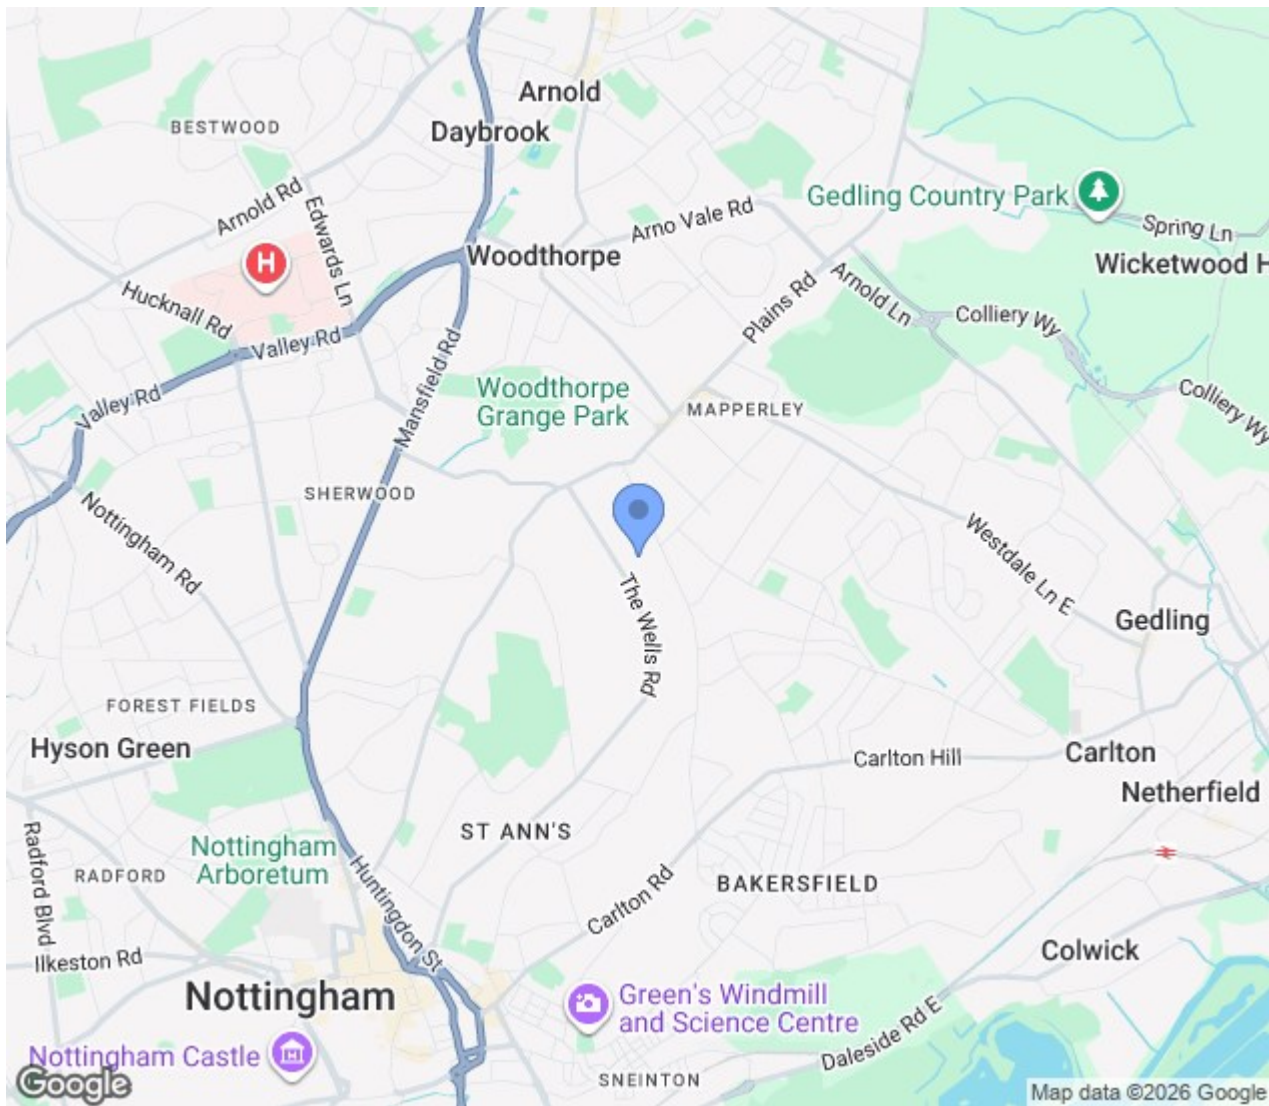 Arnold
BESTWOOD
Daybrook
Arnold Rd
Edwards Ln
Gedling Country Park
Arno Vale Rd
Spring Ln
H
Woodthorpe
Wicketwood H
Hucknall Rd
Plains Rd
Arnold Ln
Colliery Wy
Valley Rd
Mansfield Rd
Valley Rd
Woodthorpe
Grange Park
MAPPERLEY
Colliery Wy
SHERWOOD
Nottingham Rd
Westdale Ln E
The Wells Rd
Gedling
FOREST FIELDS
Hyson Green
Carlton Hill
Carlton
Netherfield
ST ANN'S
Nottingham
Arboretum
Radford Blvd
RADFORD
Huntingdon St
Carlton Rd
BAKERSFIELD
Colwick
Ilkeston Rd
Nottingham
Green's Windmill
and Science Centre
Daleside Rd E
Nottingham Castle
SNEINTON
Google
Map data ©2026 Google